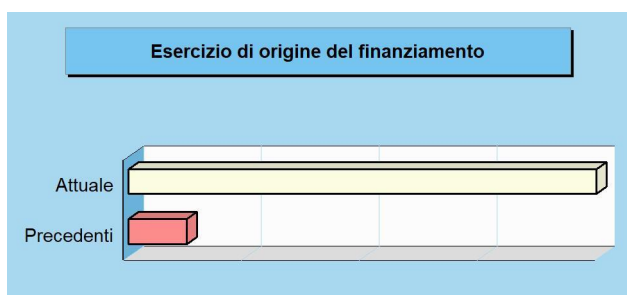 Esercizio di origine del finanziamento
Attuale
Precedenti